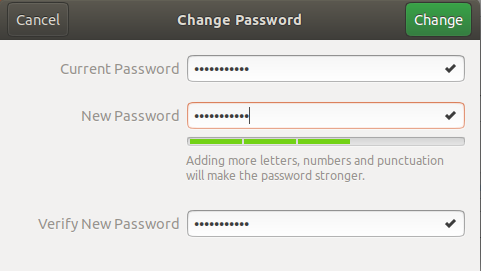 Cancel Change Password Change
Current Password •••••••••••
New Password •••••••••••
Adding more letters, numbers and punctuation
will make the password stronger.
Verify New Password •••••••••••